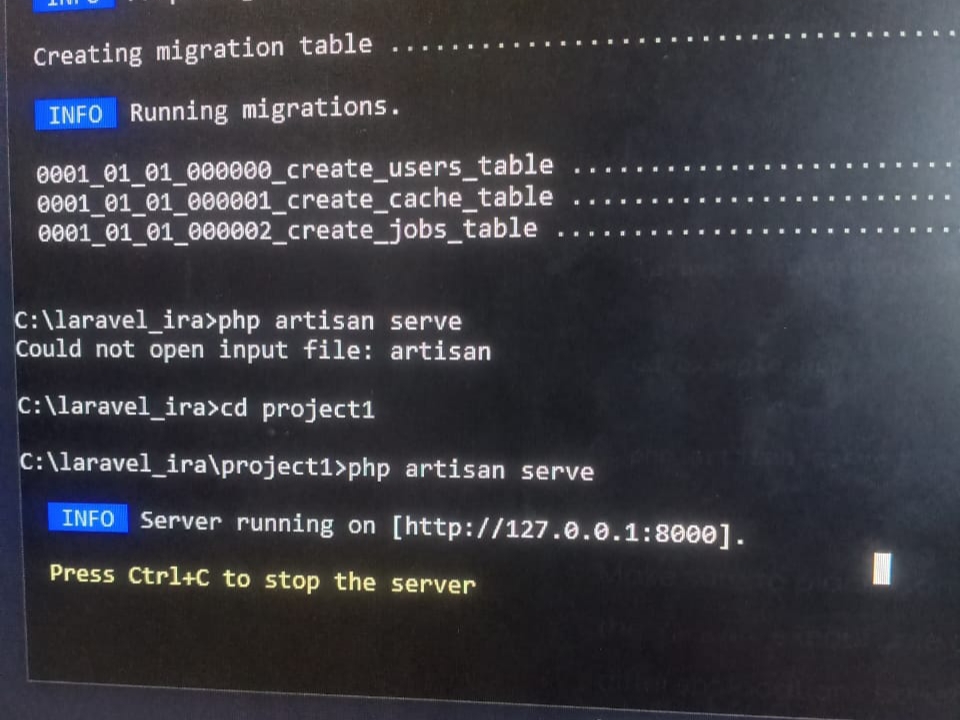 INFO
Creating migration table ........................................
INFO Running migrations.
0001_01_01_000000_create_users_table ..........................
0001_01_01_000001_create_cache_table ..........................
0001_01_01_000002_create_jobs_table ...........................
C:\laravel_ira>php artisan serve
Could not open input file: artisan
C:\laravel_ira>cd project1
C:\laravel_ira\project1>php artisan serve
INFO Server running on [http://127.0.0.1:8000].
Press Ctrl+C to stop the server